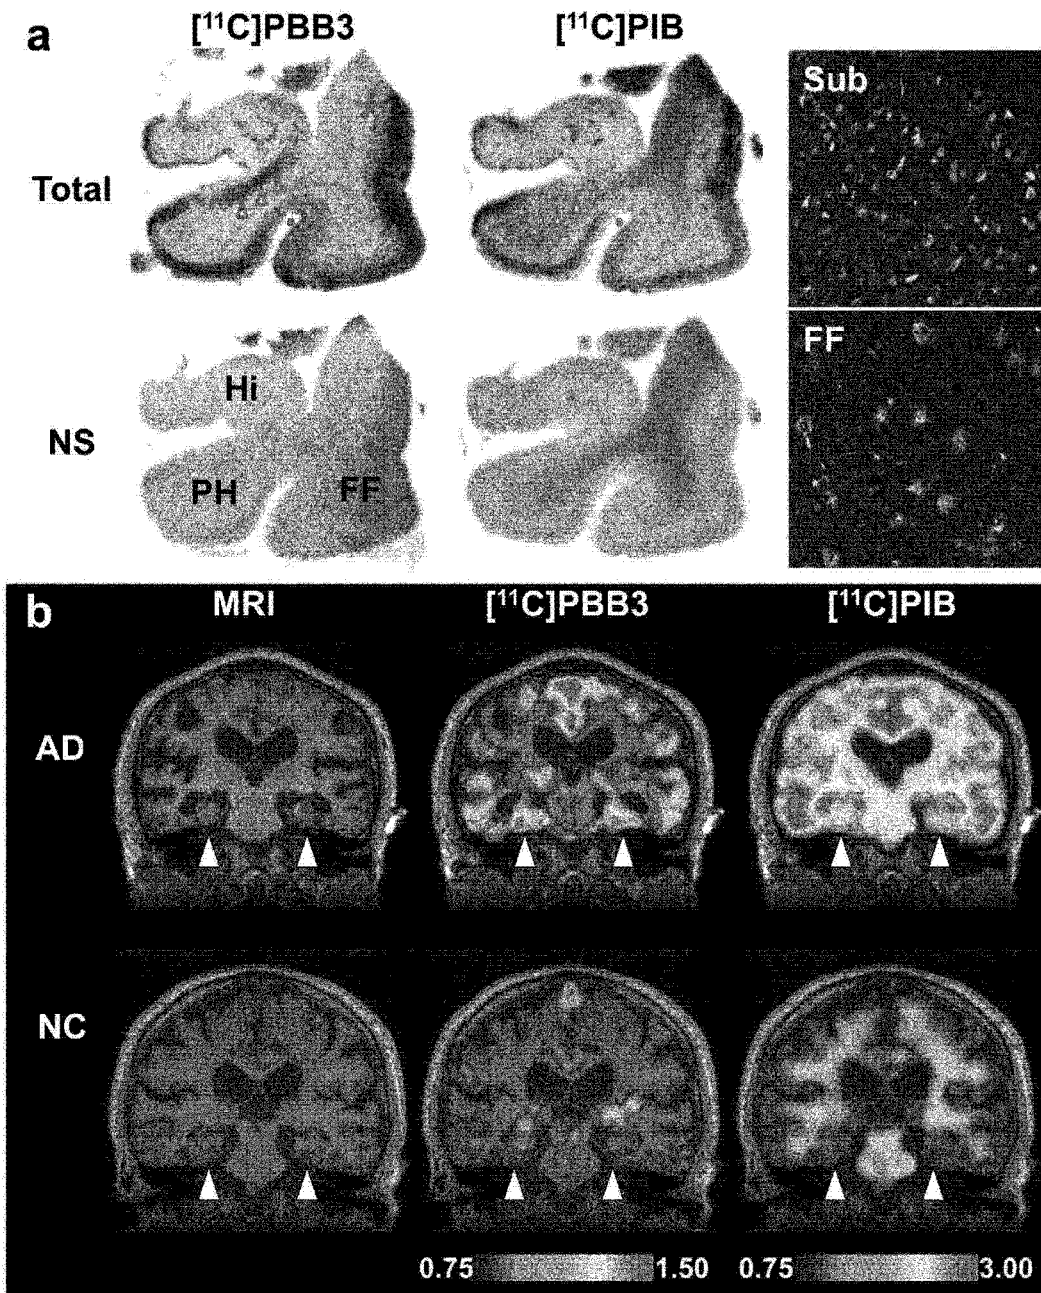 a
[¹¹C]PBB3 [¹¹C]PIB
Sub
Total
FF
Hi
NS
PH FF
b
MRI [¹¹C]PBB3 [¹¹C]PIB
AD
NC
0.75 1.50 0.75 3.00